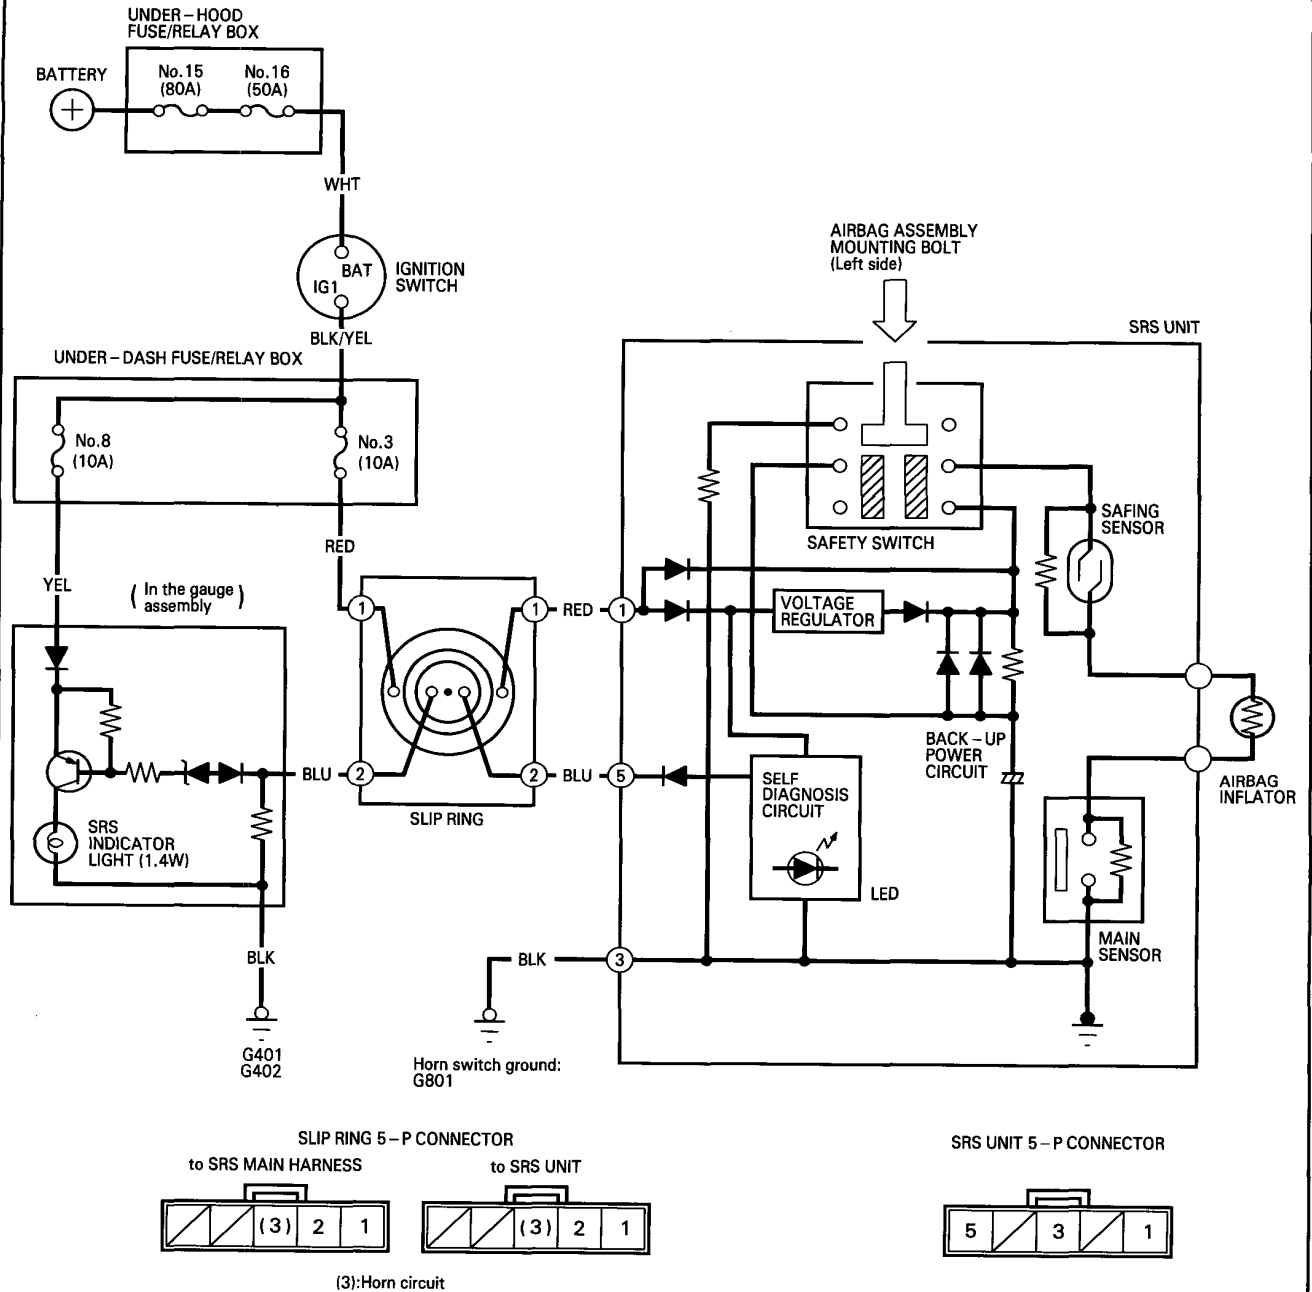 UNDER–HOOD
FUSE/RELAY BOX
BATTERY
No.15
(80A)
No.16
(50A)
+
WHT
BAT
IG1
IGNITION
SWITCH
BLK/YEL
UNDER–DASH FUSE/RELAY BOX
No.8
(10A)
No.3
(10A)
YEL
RED
( In the gauge
assembly )
1
1
RED
1
2
2
BLU
BLU
5
SLIP RING
SRS
INDICATOR
LIGHT (1.4W)
BLK
G401
G402
AIRBAG ASSEMBLY
MOUNTING BOLT
(Left side)
SRS UNIT
SAFETY SWITCH
SAFING
SENSOR
VOLTAGE
REGULATOR
BACK–UP
POWER
CIRCUIT
SELF
DIAGNOSIS
CIRCUIT
LED
AIRBAG
INFLATOR
MAIN
SENSOR
BLK
3
Horn switch ground:
G801
SLIP RING 5–P CONNECTOR
to SRS MAIN HARNESS
to SRS UNIT
(3) 2 1
(3) 2 1
(3):Horn circuit
SRS UNIT 5–P CONNECTOR
5 3 1